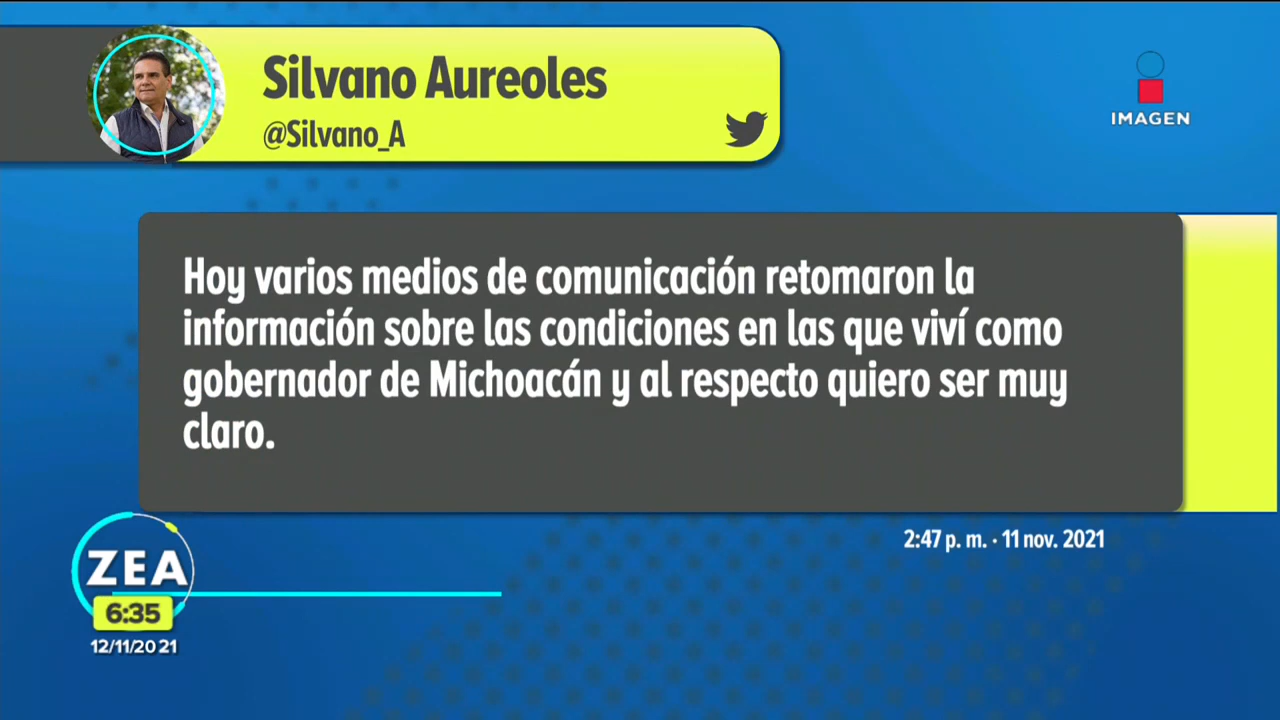 Silvano Aureoles
@Silvano_A
IMAGEN
Hoy varios medios de comunicación retomaron la
información sobre las condiciones en las que viví como
gobernador de Michoacán y al respecto quiero ser muy
claro.
2:47 p. m. · 11 nov. 2021
ZEA
6:35
12/11/2021